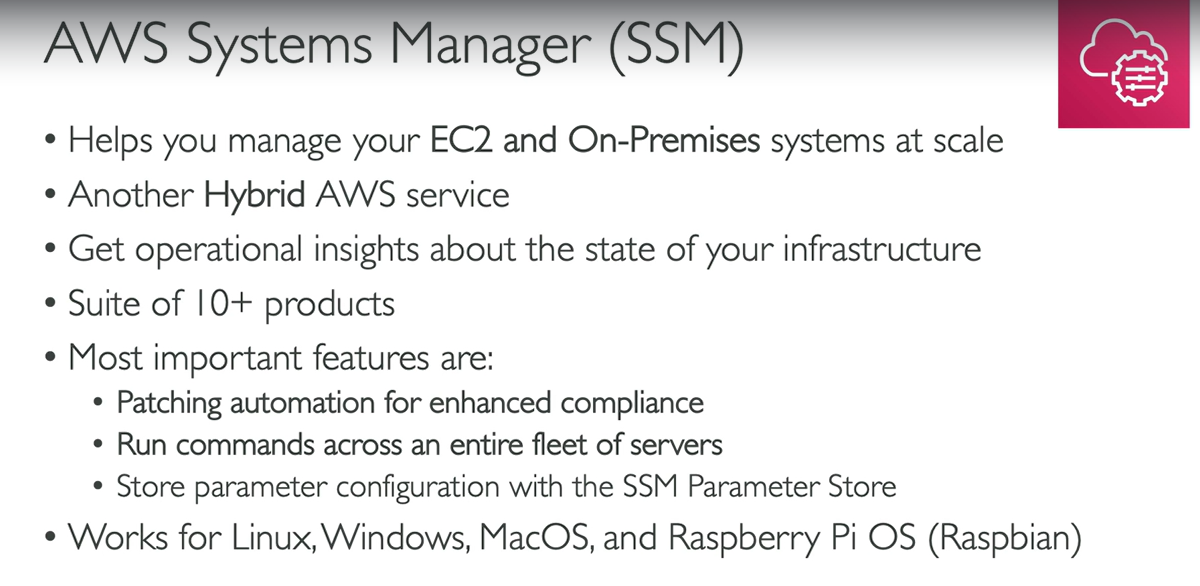 AWS Systems Manager (SSM)
• Helps you manage your EC2 and On-Premises systems at scale
• Another Hybrid AWS service
• Get operational insights about the state of your infrastructure
• Suite of 10+ products
• Most important features are:
• Patching automation for enhanced compliance
• Run commands across an entire fleet of servers
• Store parameter configuration with the SSM Parameter Store
• Works for Linux, Windows, MacOS, and Raspberry Pi OS (Raspbian)